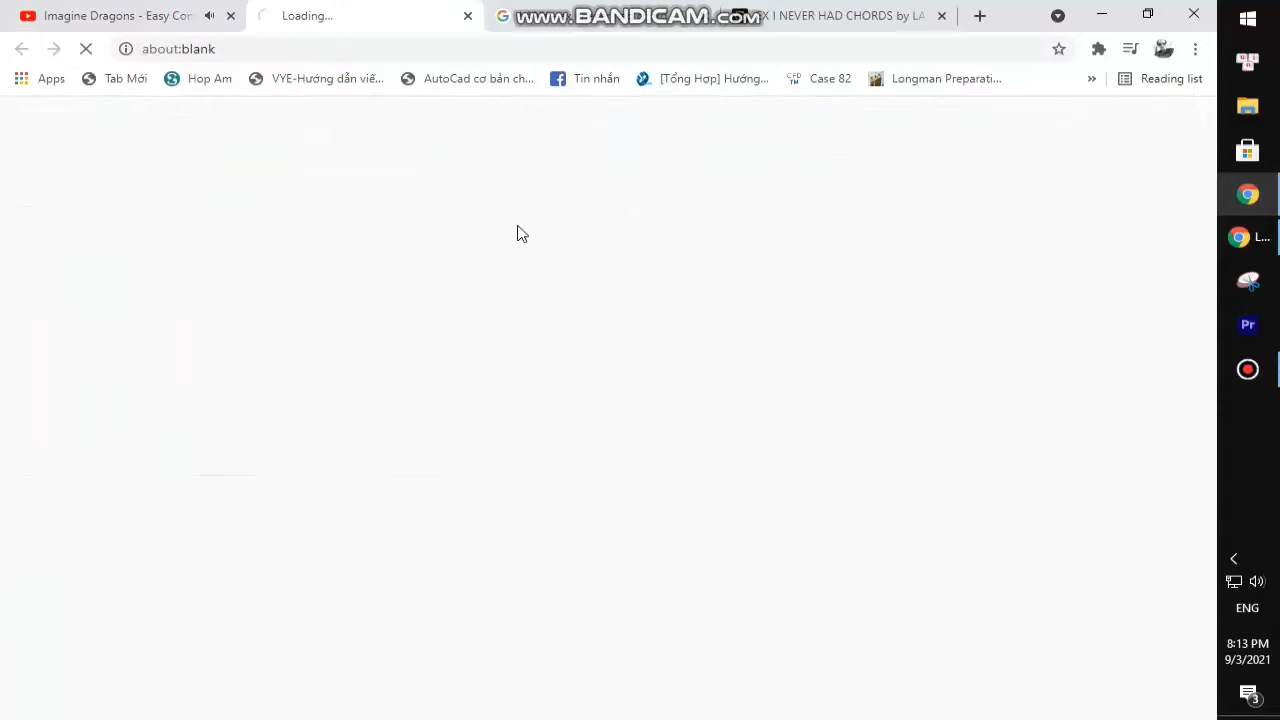 Imagine Dragons - Easy Con
Loading...
www.BANDICAM.com
X I NEVER HAD CHORDS by LA
about:blank
Apps
Tab Mới
Hop Am
VYE-Hướng dẫn viế...
AutoCad cơ bản ch...
Tin nhắn
[Tổng Hợp] Hướng...
Case 82
Longman Preparati...
»
Reading list
L...
Pr
ENG
8:13 PM
9/3/2021
3